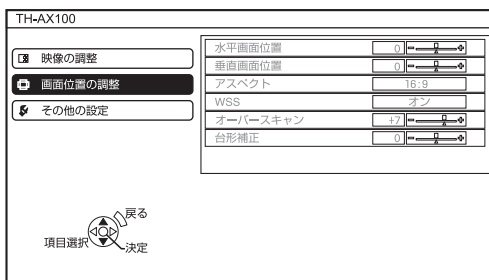 TH-AX100
映像の調整
画面位置の調整
その他の設定
水平画面位置 0
垂直画面位置 0
アスペクト 16:9
WSS オン
オーバースキャン +7
台形補正 0
戻る
項目選択
決定